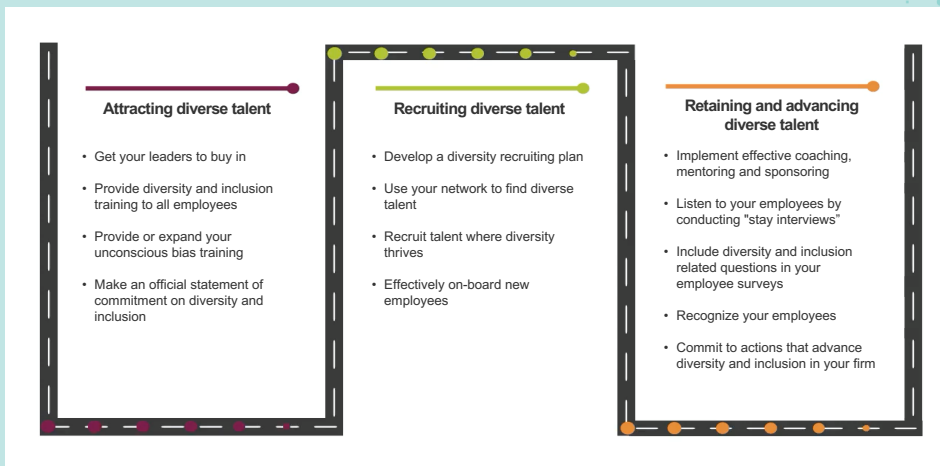 Attracting diverse talent
• Get your leaders to buy in
• Provide diversity and inclusion
training to all employees
• Provide or expand your
unconscious bias training
• Make an official statement of
commitment on diversity and
inclusion
Recruiting diverse talent
• Develop a diversity recruiting plan
• Use your network to find diverse
talent
• Recruit talent where diversity
thrives
• Effectively on-board new
employees
Retaining and advancing
diverse talent
• Implement effective coaching,
mentoring and sponsoring
• Listen to your employees by
conducting "stay interviews”
• Include diversity and inclusion
related questions in your
employee surveys
• Recognize your employees
• Commit to actions that advance
diversity and inclusion in your firm